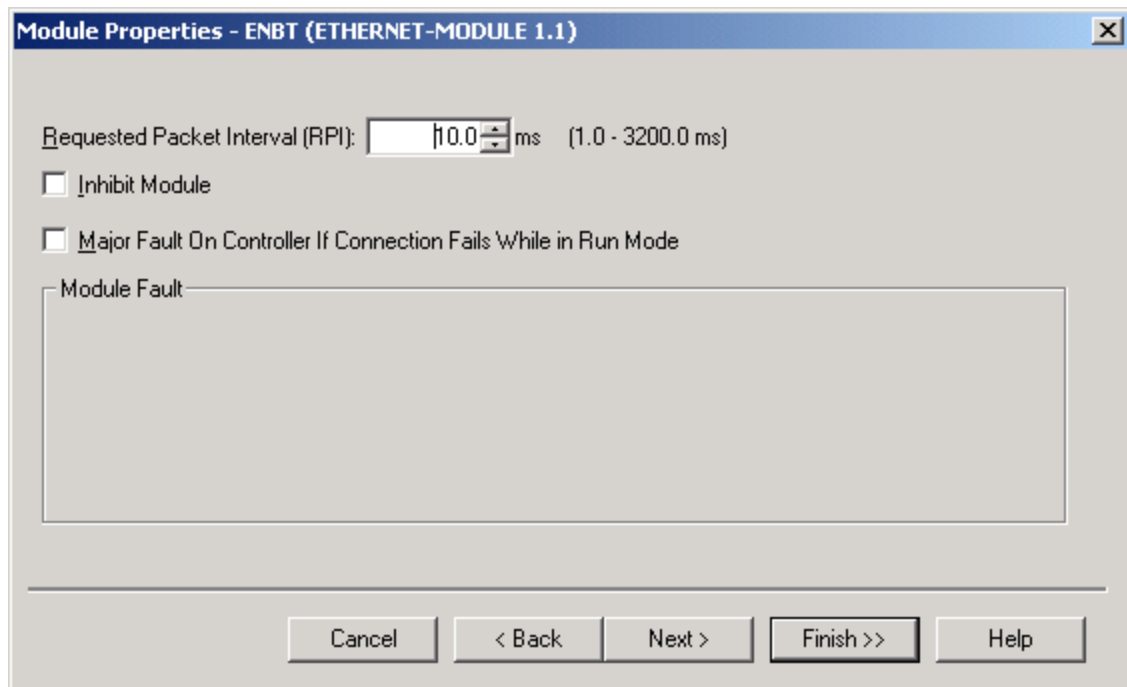 Module Properties - ENBT (ETHERNET-MODULE 1.1)
Requested Packet Interval (RPI): 10.0 ms (1.0 - 3200.0 ms)
Inhibit Module
Major Fault On Controller If Connection Fails While in Run Mode
Module Fault
Cancel < Back Next > Finish >> Help